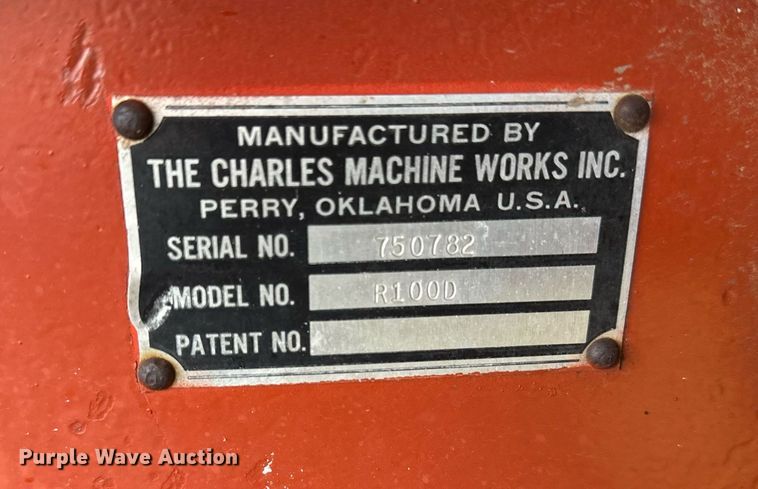 MANUFACTURED BY
THE CHARLES MACHINE WORKS INC.
PERRY, OKLAHOMA U.S.A.
SERIAL NO. 750782
MODEL NO. R100D
PATENT NO.
Purple Wave Auction